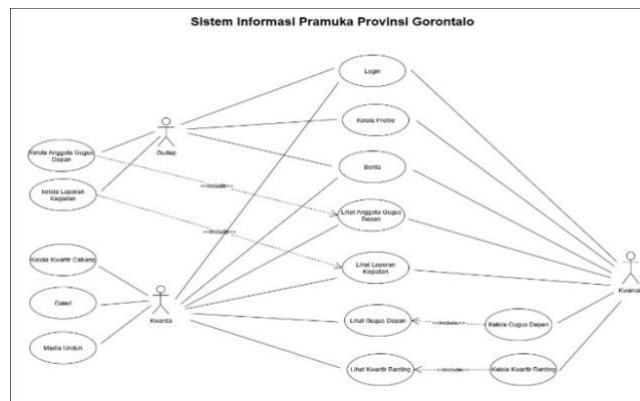 Sistem Informasi Pramuka Provinsi Gorontalo
Login
Kelola Profile
Gudep
Kelola Anggota Gugus
Depan
Berita
Kelola Laporan
Kegiatan
<<Include>>
Lihat Anggota Gugus
Depan
<<Include>>
Kelola Kwartir Cabang
Lihat Laporan
Kegiatan
Kwarcab
Galeri
Kwarda
Lihat Gugus Depan
<<Include>>
Kelola Gugus Depan
Media Unduh
Lihat Kwartir Ranting
<<Include>>
Kelola Kwartir Ranting